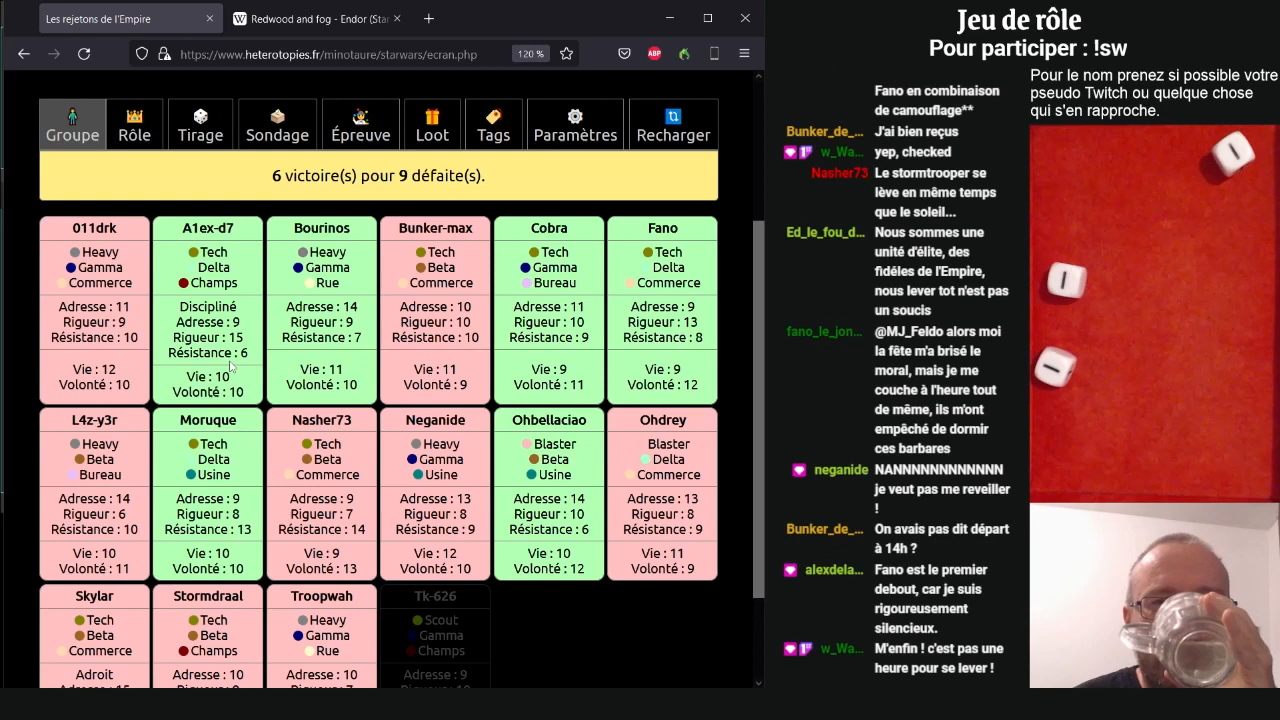 Les rejetons de l'Empire
Redwood and fog - Endor (Star
https://www.heterotopies.fr/minotaure/starwars/ecran.php
120 %
ABP
Groupe
Rôle
Tirage
Sondage
Épreuve
Loot
Tags
Paramètres
Recharger
6 victoire(s) pour 9 défaite(s).
011drk
Heavy
Gamma
Commerce
Adresse : 11
Rigueur : 9
Résistance : 10
Vie : 12
Volonté : 10
A1ex-d7
Tech
Delta
Champs
Discipliné
Adresse : 9
Rigueur : 15
Résistance : 6
Vie : 10
Volonté : 10
Bourinos
Heavy
Gamma
Rue
Adresse : 14
Rigueur : 9
Résistance : 7
Vie : 11
Volonté : 10
Bunker-max
Tech
Beta
Commerce
Adresse : 10
Rigueur : 10
Résistance : 10
Vie : 11
Volonté : 9
Cobra
Tech
Gamma
Bureau
Adresse : 11
Rigueur : 10
Résistance : 9
Vie : 9
Volonté : 11
Fano
Tech
Delta
Commerce
Adresse : 9
Rigueur : 13
Résistance : 8
Vie : 9
Volonté : 12
L4z-y3r
Heavy
Beta
Bureau
Adresse : 14
Rigueur : 6
Résistance : 10
Vie : 10
Volonté : 11
Moruque
Tech
Delta
Usine
Adresse : 9
Rigueur : 8
Résistance : 13
Vie : 10
Volonté : 10
Nasher73
Tech
Beta
Commerce
Adresse : 9
Rigueur : 7
Résistance : 14
Vie : 9
Volonté : 13
Neganide
Heavy
Gamma
Usine
Adresse : 13
Rigueur : 8
Résistance : 9
Vie : 12
Volonté : 10
Ohbellaciao
Blaster
Beta
Usine
Adresse : 14
Rigueur : 10
Résistance : 6
Vie : 10
Volonté : 12
Ohdrey
Blaster
Delta
Commerce
Adresse : 13
Rigueur : 8
Résistance : 9
Vie : 11
Volonté : 9
Skylar
Tech
Beta
Commerce
Adroit
Stormdraal
Tech
Beta
Champs
Adresse : 10
Troopwah
Heavy
Gamma
Rue
Adresse : 10
Tk-626
Scout
Gamma
Champs
Adresse : 9
Jeu de rôle
Pour participer : !sw
Pour le nom prenez si possible votre
pseudo Twitch ou quelque chose
qui s'en rapproche.
Fano en combinaison
de camouflage**
Bunker_de_... J'ai bien reçus
w_Wa... yep, checked
Nasher73 Le stormtrooper se
lève en même temps
que le soleil...
Ed_le_fou_d... Nous sommes une
unité d'élite, des
fidéles de l'Empire,
nous lever tot n'est pas
un soucis
fano_le_jon... @MJ_Feldo alors moi
la fête m'a brisé le
moral, mais je me
couche à l'heure tout
de même, ils m'ont
empêché de dormir
ces barbares
neganide NANNNNNNNNNNN
je veut pas me reveiller
!
Bunker_de_... On avais pas dit départ
à 14h ?
alexdela... Fano est le premier
debout, car je suis
rigoureusement
silencieux.
w_Wa... M'enfin ! c'est pas une
heure pour se lever !